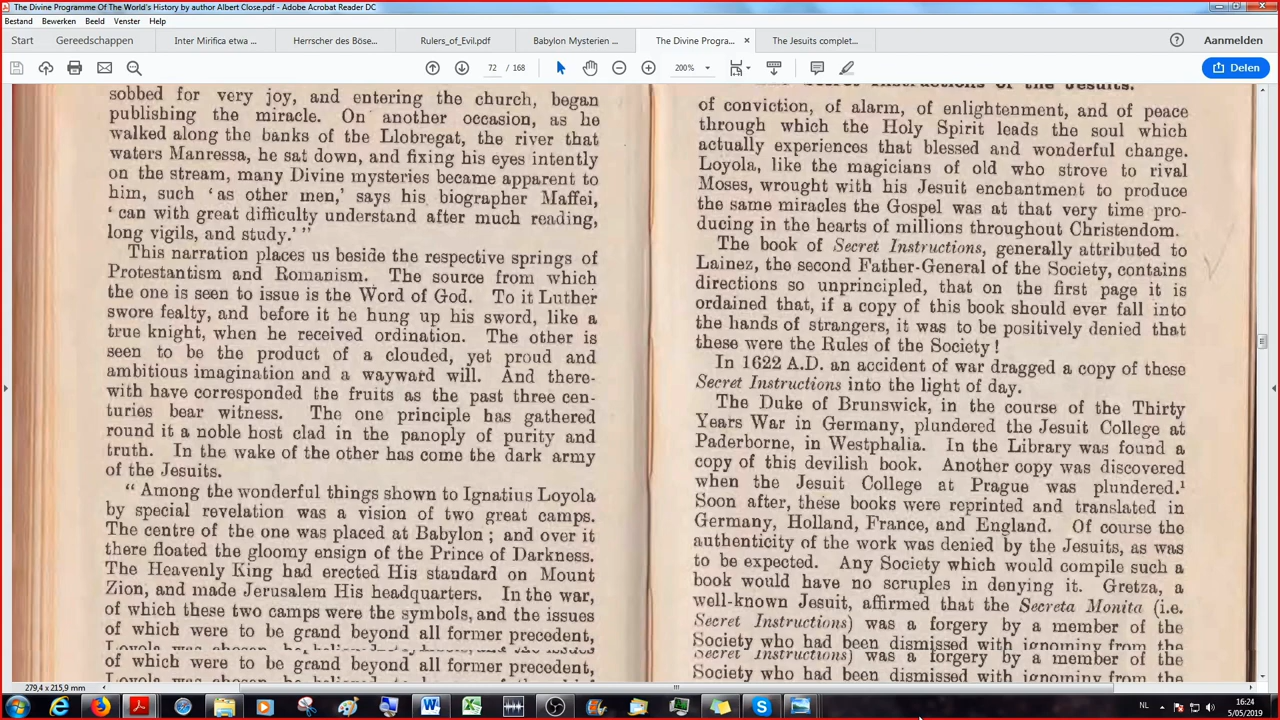 The Divine Programme Of The World's History by author Albert Close.pdf - Adobe Acrobat Reader DC
Bestand Bewerken Beeld Venster Help
Start Gereedschappen Inter Mirifica etwa ... Herrscher des Böse... Rulers_of_Evil.pdf Babylon Mysterien ... The Divine Progra... The Jesuits complet... Aanmelden
72 / 168 200% Delen
sobbed for very joy, and entering the church, began
publishing the miracle. On another occasion, as he
walked along the banks of the Llobregat, the river that
waters Manressa, he sat down, and fixing his eyes intently
on the stream, many Divine mysteries became apparent to
him, such ‘as other men,’ says his biographer Maffei,
‘can with great difficulty understand after much reading,
long vigils, and study.’ ”
This narration places us beside the respective springs of
Protestantism and Romanism. The source from which
the one is seen to issue is the Word of God. To it Luther
swore fealty, and before it he hung up his sword, like a
true knight, when he received ordination. The other is
seen to be the product of a clouded, yet proud and
ambitious imagination and a wayward will. And there-
with have corresponded the fruits as the past three cen-
turies bear witness. The one principle has gathered
round it a noble host clad in the panoply of purity and
truth. In the wake of the other has come the dark army
of the Jesuits.
“ Among the wonderful things shown to Ignatius Loyola
by special revelation was a vision of two great camps.
The centre of the one was placed at Babylon ; and over it
there floated the gloomy ensign of the Prince of Darkness.
The Heavenly King had erected His standard on Mount
Zion, and made Jerusalem His headquarters. In the war,
of which these two camps were the symbols, and the issues
of which were to be grand beyond all former precedent,
of which were to be grand beyond all former precedent,
Secret Instructions of the Jesuits.
of conviction, of alarm, of enlightenment, and of peace
through which the Holy Spirit leads the soul which
actually experiences that blessed and wonderful change.
Loyola, like the magicians of old who strove to rival
Moses, wrought with his Jesuit enchantment to produce
the same miracles the Gospel was at that very time pro-
ducing in the hearts of millions throughout Christendom.
The book of Secret Instructions, generally attributed to
Lainez, the second Father-General of the Society, contains
directions so unprincipled, that on the first page it is
ordained that, if a copy of this book should ever fall into
the hands of strangers, it was to be positively denied that
these were the Rules of the Society !
In 1622 A.D. an accident of war dragged a copy of these
Secret Instructions into the light of day.
The Duke of Brunswick, in the course of the Thirty
Years War in Germany, plundered the Jesuit College at
Paderborne, in Westphalia. In the Library was found a
copy of this devilish book. Another copy was discovered
when the Jesuit College at Prague was plundered.¹
Soon after, these books were reprinted and translated in
Germany, Holland, France, and England. Of course the
authenticity of the work was denied by the Jesuits, as was
to be expected. Any Society which would compile such a
book would have no scruples in denying it. Gretza, a
well-known Jesuit, affirmed that the Secreta Monita (i.e.
Secret Instructions) was a forgery by a member of the
Society who had been dismissed with ignominy from the
Secret Instructions) was a forgery by a member of the
Society who had been dismissed with ignominy from the
279,4 x 215,9 mm
NL 16:24
5/05/2019